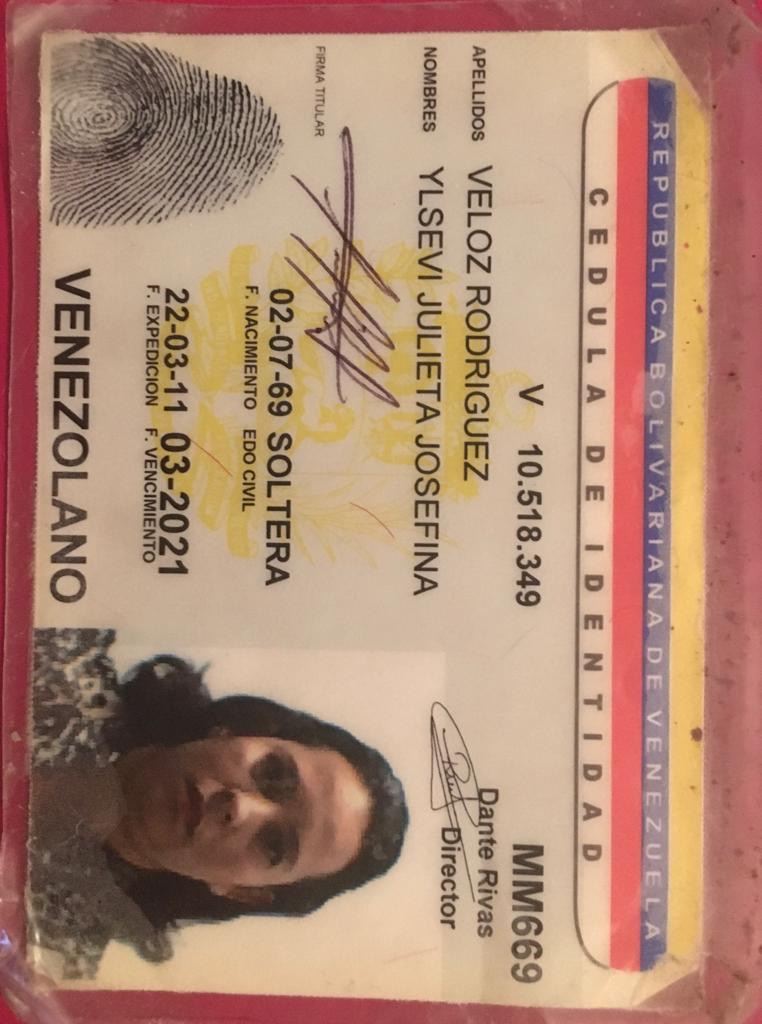 REPUBLICA BOLIVARIANA DE VENEZUELA
CEDULA DE IDENTIDAD
V 10.518.349
MM669
APELLIDOS VELOZ RODRIGUEZ
NOMBRES YLSEVI JULIETA JOSEFINA
Dante Rivas
Director
FIRMA TITULAR
02-07-69 SOLTERA
F. NACIMIENTO EDO CIVIL
22-03-11 03-2021
F. EXPEDICION F. VENCIMIENTO
VENEZOLANO